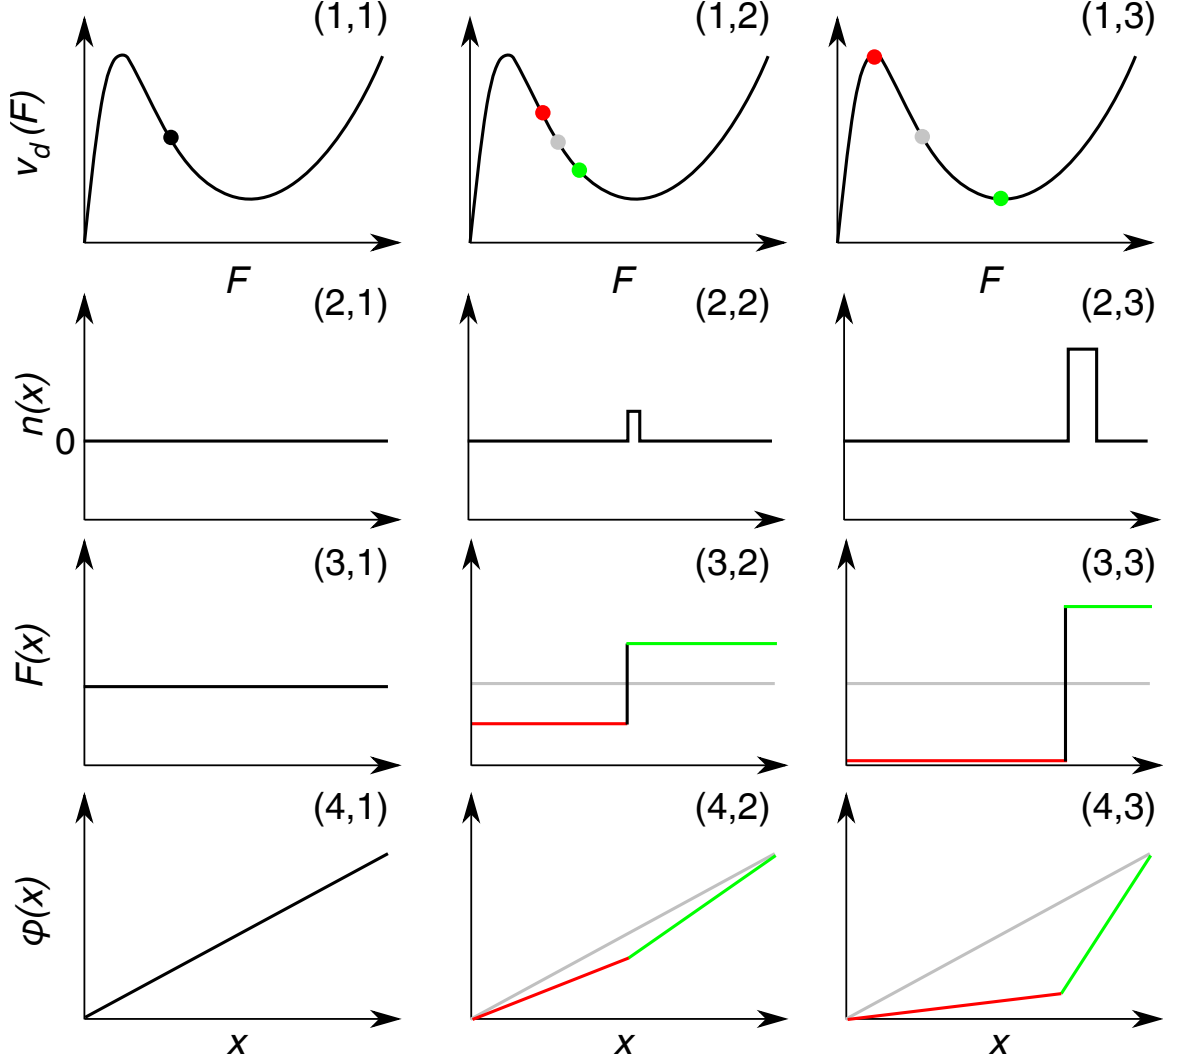 (1,1)
(1,2)
(1,3)
v_d(F)
F
F
F
(2,1)
(2,2)
(2,3)
n(x)
0
(3,1)
(3,2)
(3,3)
F(x)
(4,1)
(4,2)
(4,3)
φ(x)
x
x
x